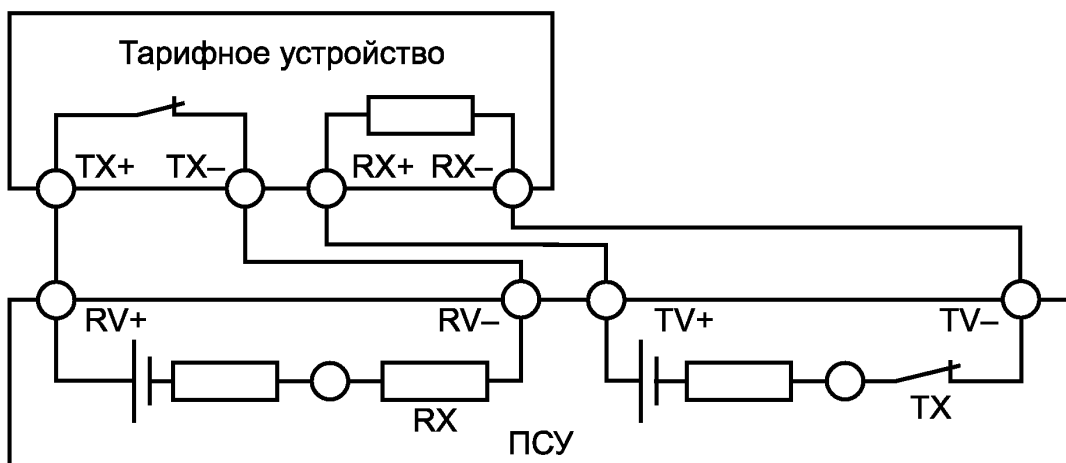 Тарифное устройство
TX+ TX– RX+ RX–
RV+ RV– TV+ TV–
RX TX
ПСУ